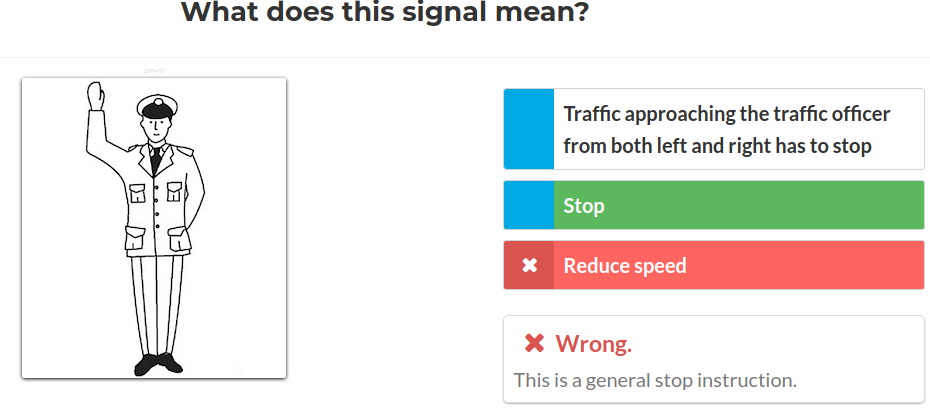 What does this signal mean?
Traffic approaching the traffic officer
from both left and right has to stop
Stop
Reduce speed
Wrong.
This is a general stop instruction.